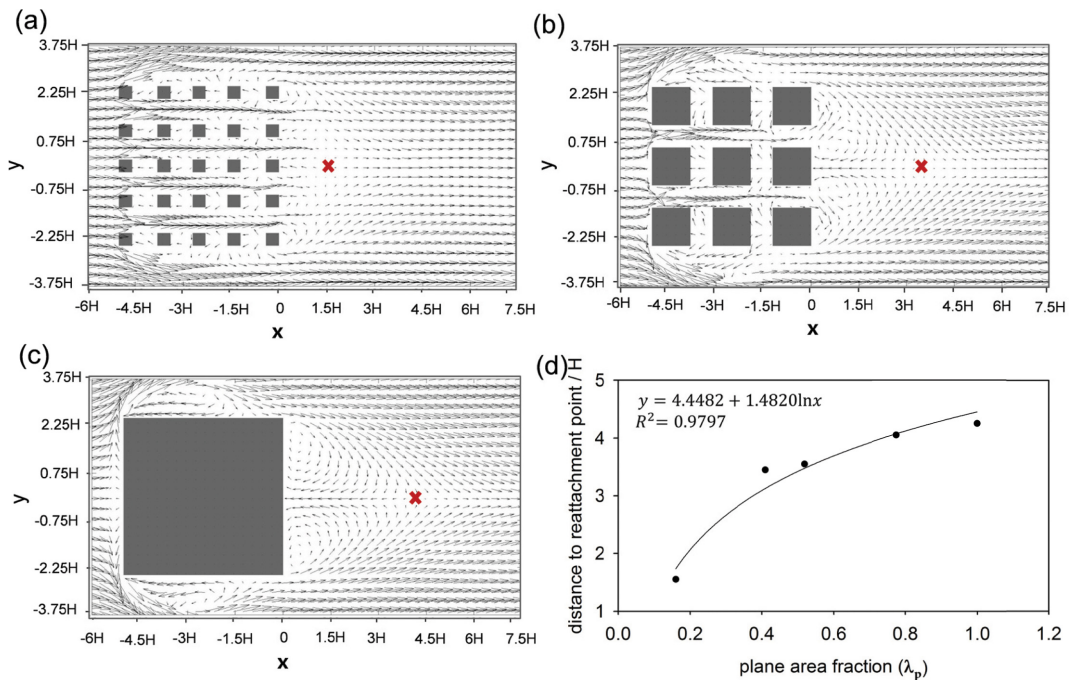 (a)
3.75H
2.25H
0.75H
-0.75H
-2.25H
-3.75H
y
-6H -4.5H -3H -1.5H 0 1.5H 3H 4.5H 6H 7.5H
x
(b)
3.75H
2.25H
0.75H
-0.75H
-2.25H
-3.75H
y
-6H -4.5H -3H -1.5H 0 1.5H 3H 4.5H 6H 7.5H
x
(c)
3.75H
2.25H
0.75H
-0.75H
-2.25H
-3.75H
y
-6H -4.5H -3H -1.5H 0 1.5H 3H 4.5H 6H 7.5H
x
(d)
distance to reattachment point / H
5
4
3
2
1
y = 4.4482 + 1.4820lnx
R² = 0.9797
0.0 0.2 0.4 0.6 0.8 1.0 1.2
plane area fraction (λp)